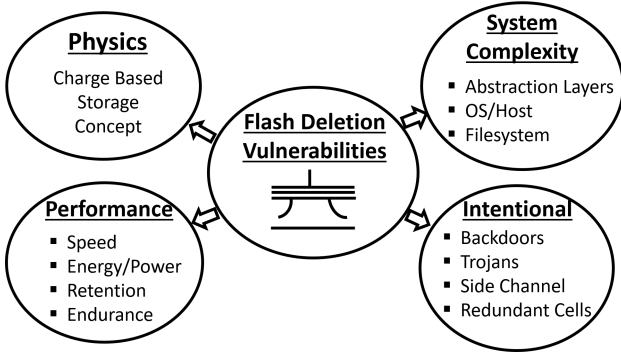 Physics
Charge Based
Storage
Concept
System
Complexity
▪ Abstraction Layers
▪ OS/Host
▪ Filesystem
Flash Deletion
Vulnerabilities
Performance
▪ Speed
▪ Energy/Power
▪ Retention
▪ Endurance
Intentional
▪ Backdoors
▪ Trojans
▪ Side Channel
▪ Redundant Cells